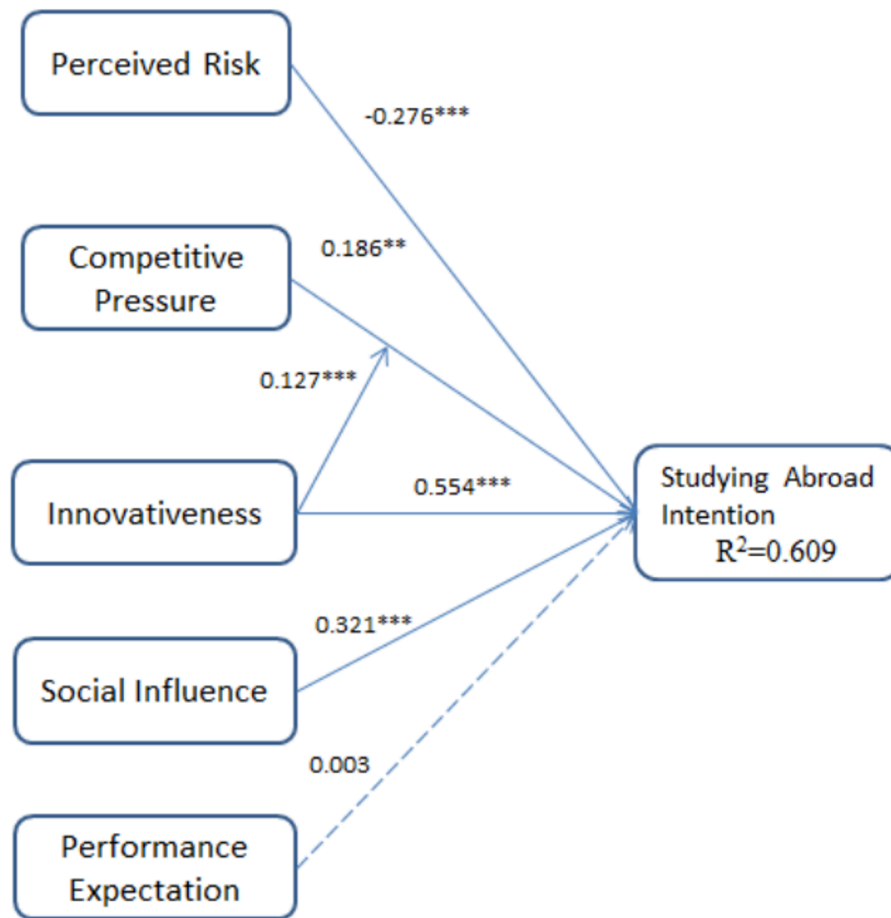 Perceived Risk
-0.276***
Competitive
Pressure
0.186**
0.127***
Innovativeness
0.554***
Studying Abroad
Intention
R²=0.609
Social Influence
0.321***
0.003
Performance
Expectation